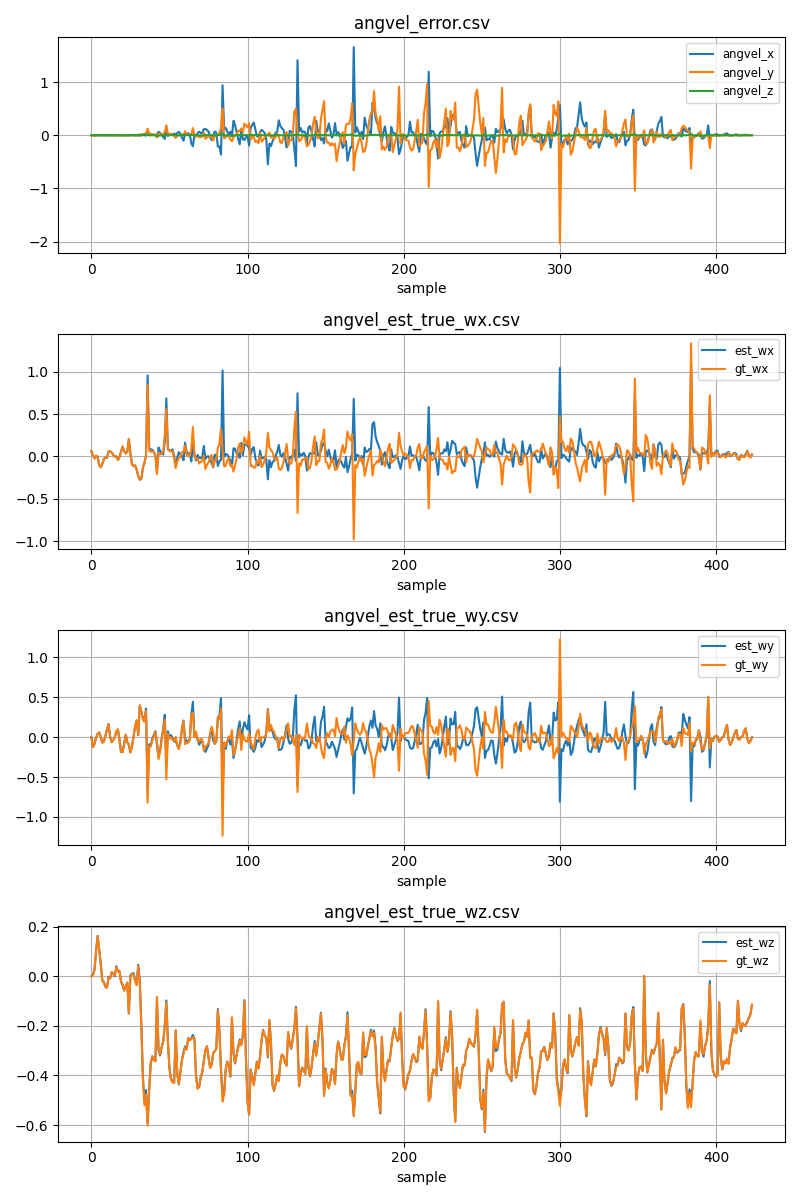 angvel_error.csv
angvel_x
angvel_y
angvel_z
1
0
−1
−2
0 100 200 300 400
sample
angvel_est_true_wx.csv
est_wx
gt_wx
1.0
0.5
0.0
−0.5
−1.0
0 100 200 300 400
sample
angvel_est_true_wy.csv
est_wy
gt_wy
1.0
0.5
0.0
−0.5
−1.0
0 100 200 300 400
sample
angvel_est_true_wz.csv
est_wz
gt_wz
0.2
0.0
−0.2
−0.4
−0.6
0 100 200 300 400
sample